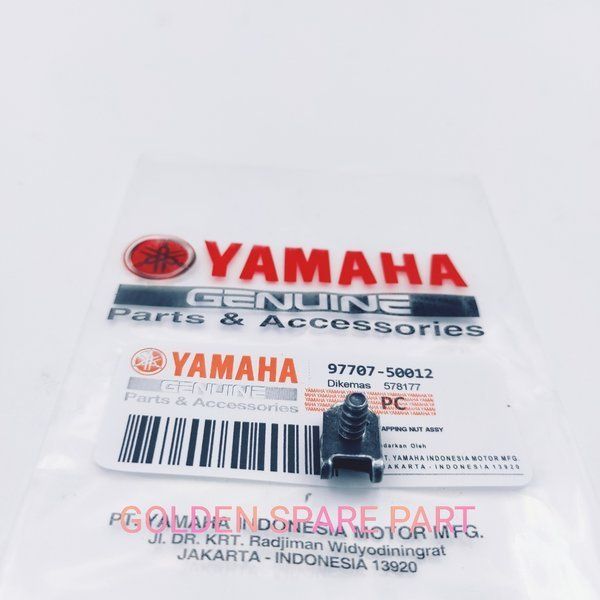 YAMAHA
GENUINE
Parts & Accessories
YAMAHA
GENUINE
Parts & Accessories
97707-50012
Dikemas 578177
PC
APPING NUT ASSY
darkan Oleh
PT. YAMAHA INDONESIA MOTOR MFG.
JAKARTA - INDONESIA 13920
GOLDEN SPARE PART
PT. YAMAHA INDONESIA MOTOR MFG.
Jl. DR. KRT. Radjiman Widyodiningrat
JAKARTA - INDONESIA 13920